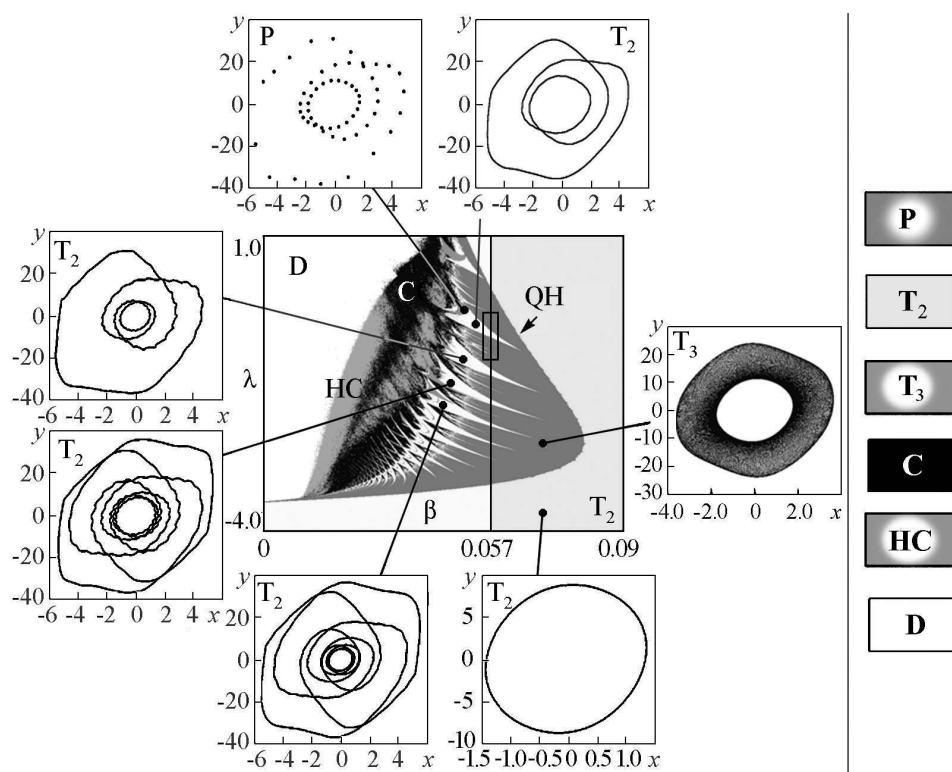 y P
20
0
-20
-40
-6 -4 -2 0 2 4 x
y T₂
20
0
-20
-40
-6 -4 -2 0 2 4 x
y T₂
20
0
-20
-40
-6 -4 -2 0 2 4 x
y T₂
20
0
-20
-40
-6 -4 -2 0 2 4 x
1.0 D
C
QH
λ HC
-4.0 β T₂
0 0.057 0.09
y T₃
20
10
0
-10
-20
-30
-4.0 -2.0 0 2.0 x
y T₂
20
0
-20
-40
-6 -4 -2 0 2 4 x
y T₂
5
0
-5
-10
-1.5 -1.0 -0.5 0 0.5 1.0 x
P
T₂
T₃
C
HC
D